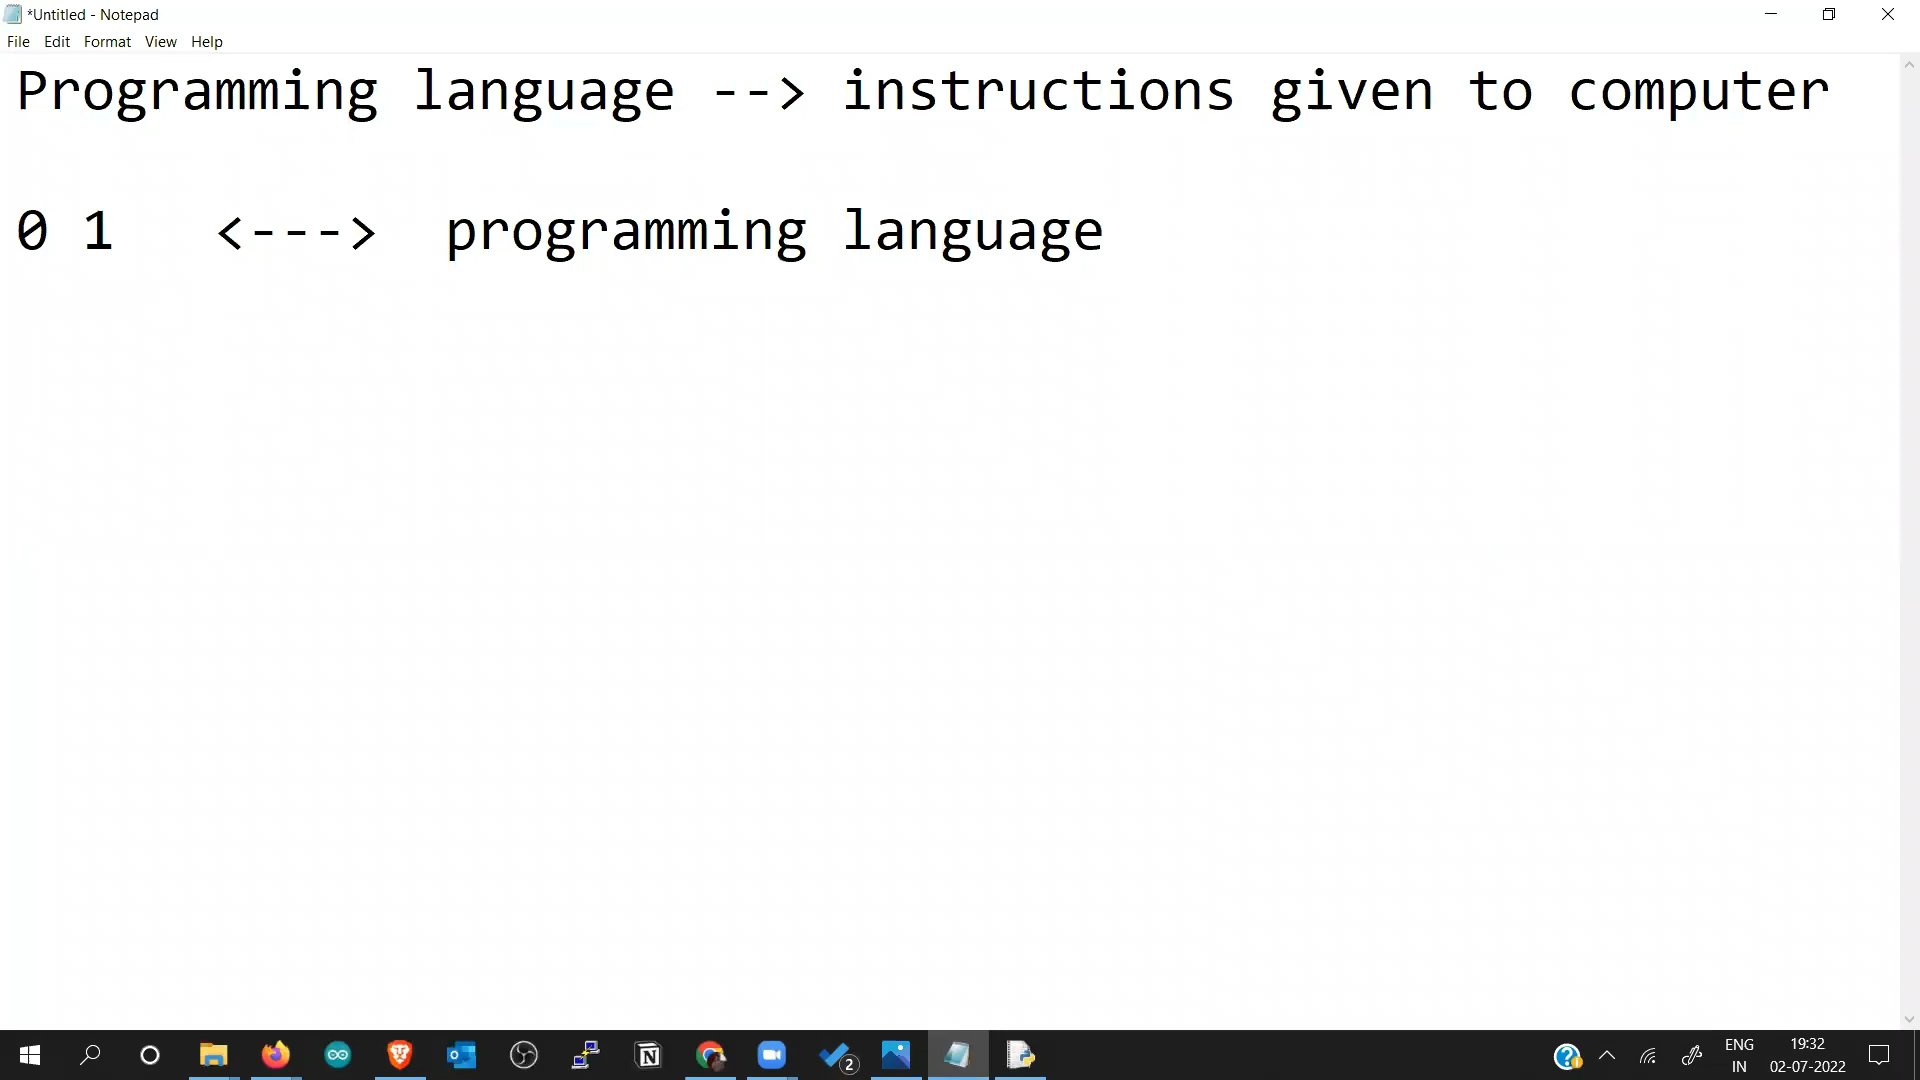 *Untitled - Notepad
File Edit Format View Help
Programming language --> instructions given to computer
0 1 <---> programming language
2
ENG
IN
19:32
02-07-2022